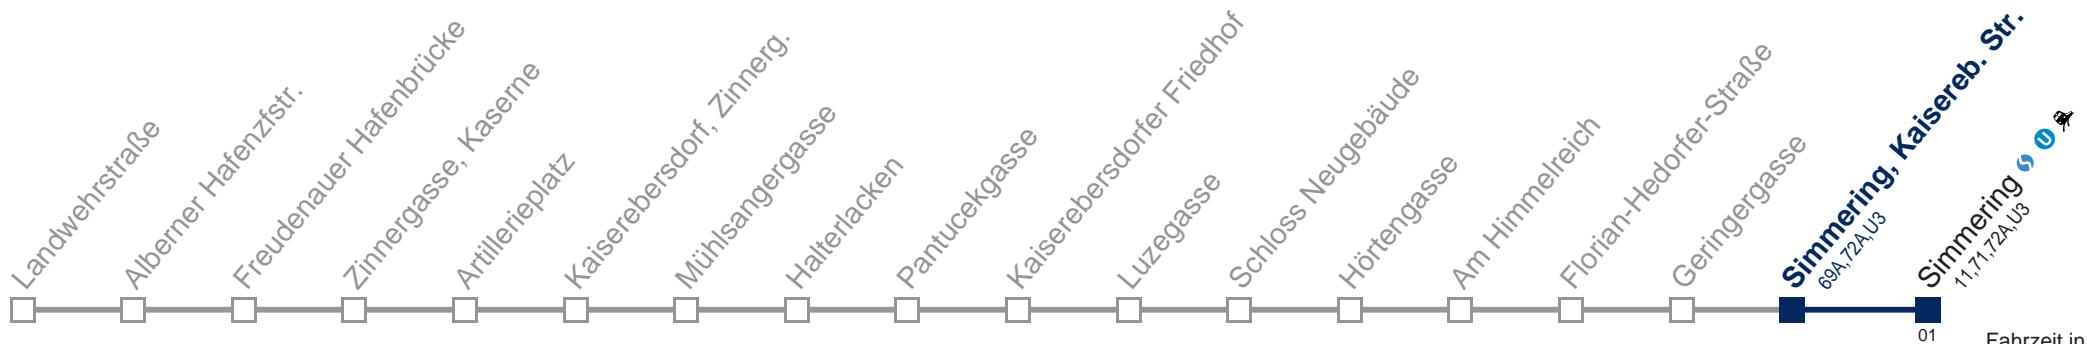 Landwehrstraße
Alberner Hafenzfstr.
Freudenauer Hafenbrücke
Zinnergasse, Kaserne
Artillerieplatz
Kaiserebersdorf, Zinnerg.
Mühlsangergasse
Halterlacken
Pantucekgasse
Kaiserebersdorfer Friedhof
Luzegasse
Schloss Neugebäude
Hörtengasse
Am Himmelreich
Florian-Hedorfer-Straße
Geringergasse
Simmering, Kaisereb. Str.
69A,72A,U3
Simmering S U
11,71,72A,U3
01
Fahrzeit in